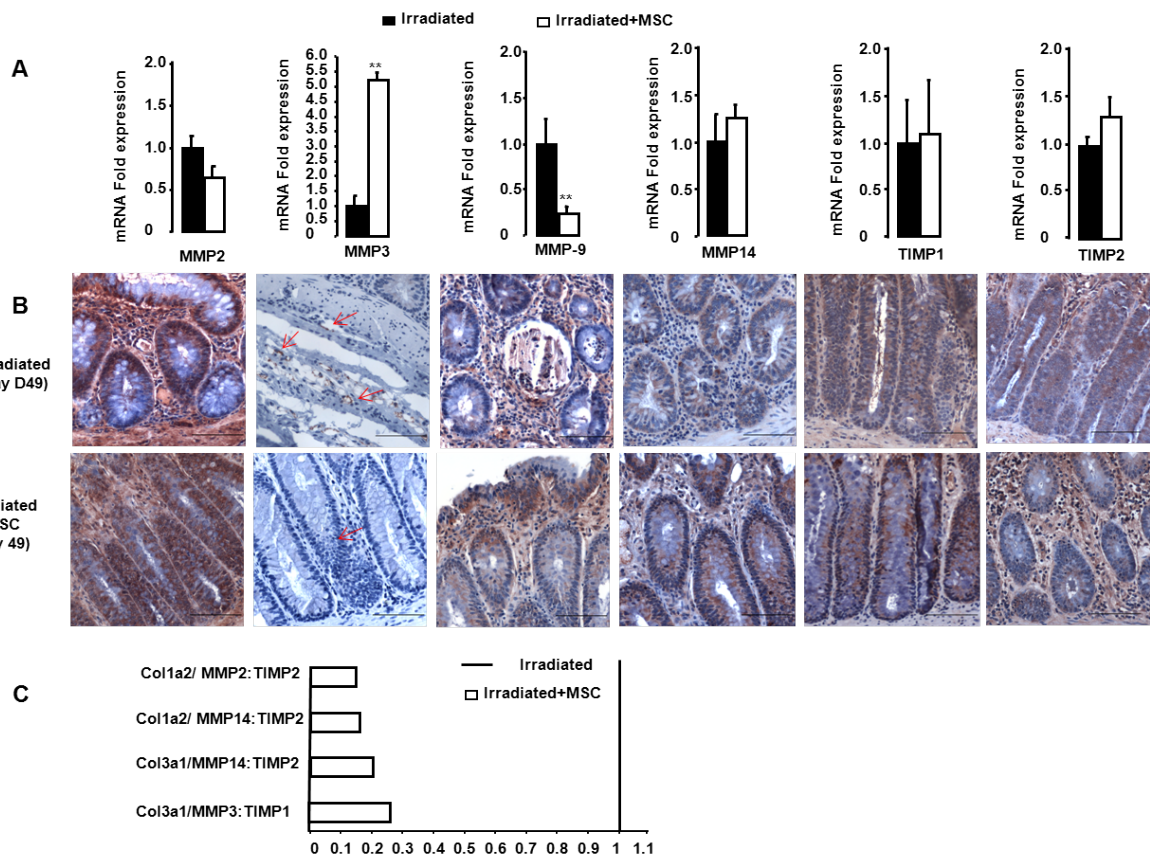 Irradiated Irradiated+MSC
A
mRNA Fold expression
2.0
1.5
1.0
0.5
0
MMP2
mRNA Fold expression
6.0
5.0
4.5
4.0
3.5
3.0
2.5
2.0
1.5
1.0
0.5
0
**
MMP3
mRNA Fold expression
2.0
1.5
1.0
0.5
0
**
MMP-9
mRNA Fold expression
2.0
1.5
1.0
0.5
0
MMP14
mRNA Fold expression
2.0
1.5
1.0
0.5
0
TIMP1
mRNA Fold expression
2.0
1.5
1.0
0.5
0
TIMP2
B
adiated
y D49)
iated
SC
y 49)
C
Irradiated
Irradiated+MSC
Col1a2/ MMP2:TIMP2
Col1a2/ MMP14:TIMP2
Col3a1/MMP14:TIMP2
Col3a1/MMP3:TIMP1
0 0.1 0.2 0.3 0.4 0.5 0.6 0.7 0.8 0.9 1 1.1